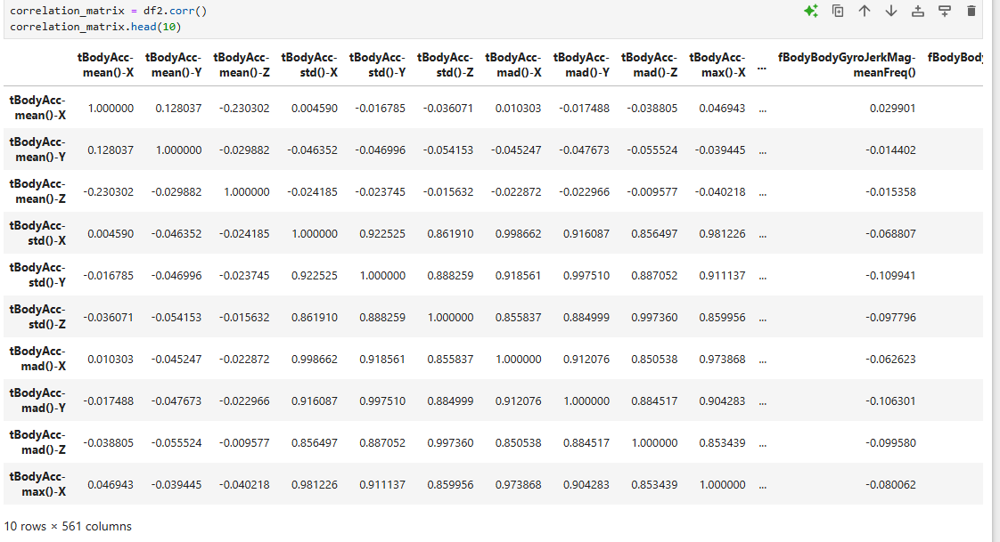 correlation_matrix = df2.corr()
correlation_matrix.head(10)
tBodyAcc-mean()-X tBodyAcc-mean()-Y tBodyAcc-mean()-Z tBodyAcc-std()-X tBodyAcc-std()-Y tBodyAcc-std()-Z tBodyAcc-mad()-X tBodyAcc-mad()-Y tBodyAcc-mad()-Z tBodyAcc-max()-X ... fBodyBodyGyroJerkMag-meanFreq() fBodyBody
tBodyAcc-mean()-X 1.000000 0.128037 -0.230302 0.004590 -0.016785 -0.036071 0.010303 -0.017488 -0.038805 0.046943 ... 0.029901
tBodyAcc-mean()-Y 0.128037 1.000000 -0.029882 -0.046352 -0.046996 -0.054153 -0.045247 -0.047673 -0.055524 -0.039445 ... -0.014402
tBodyAcc-mean()-Z -0.230302 -0.029882 1.000000 -0.024185 -0.023745 -0.015632 -0.022872 -0.022966 -0.009577 -0.040218 ... -0.015358
tBodyAcc-std()-X 0.004590 -0.046352 -0.024185 1.000000 0.922525 0.861910 0.998662 0.916087 0.856497 0.981226 ... -0.068807
tBodyAcc-std()-Y -0.016785 -0.046996 -0.023745 0.922525 1.000000 0.888259 0.918561 0.997510 0.887052 0.911137 ... -0.109941
tBodyAcc-std()-Z -0.036071 -0.054153 -0.015632 0.861910 0.888259 1.000000 0.855837 0.884999 0.997360 0.859956 ... -0.097796
tBodyAcc-mad()-X 0.010303 -0.045247 -0.022872 0.998662 0.918561 0.855837 1.000000 0.912076 0.850538 0.973868 ... -0.062623
tBodyAcc-mad()-Y -0.017488 -0.047673 -0.022966 0.916087 0.997510 0.884999 0.912076 1.000000 0.884517 0.904283 ... -0.106301
tBodyAcc-mad()-Z -0.038805 -0.055524 -0.009577 0.856497 0.887052 0.997360 0.850538 0.884517 1.000000 0.853439 ... -0.099580
tBodyAcc-max()-X 0.046943 -0.039445 -0.040218 0.981226 0.911137 0.859956 0.973868 0.904283 0.853439 1.000000 ... -0.080062
10 rows × 561 columns